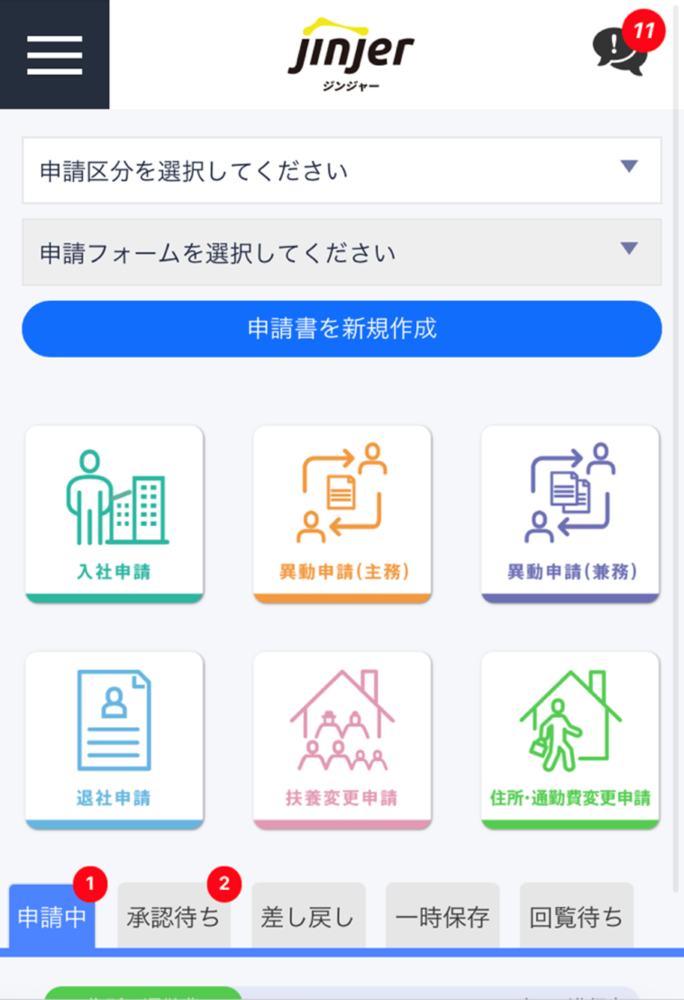 jinjer
ジンジャー
11
申請区分を選択してください
申請フォームを選択してください
申請書を新規作成
入社申請
異動申請(主務)
異動申請(兼務)
退社申請
扶養変更申請
住所・通勤費変更申請
1
2
申請中
承認待ち
差し戻し
一時保存
回覧待ち